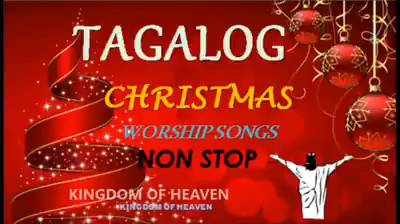 TAGALOG
CHRISTMAS
WORSHIP SONGS
NON STOP
KINGDOM OF HEAVEN
KINGDOM OF HEAVEN